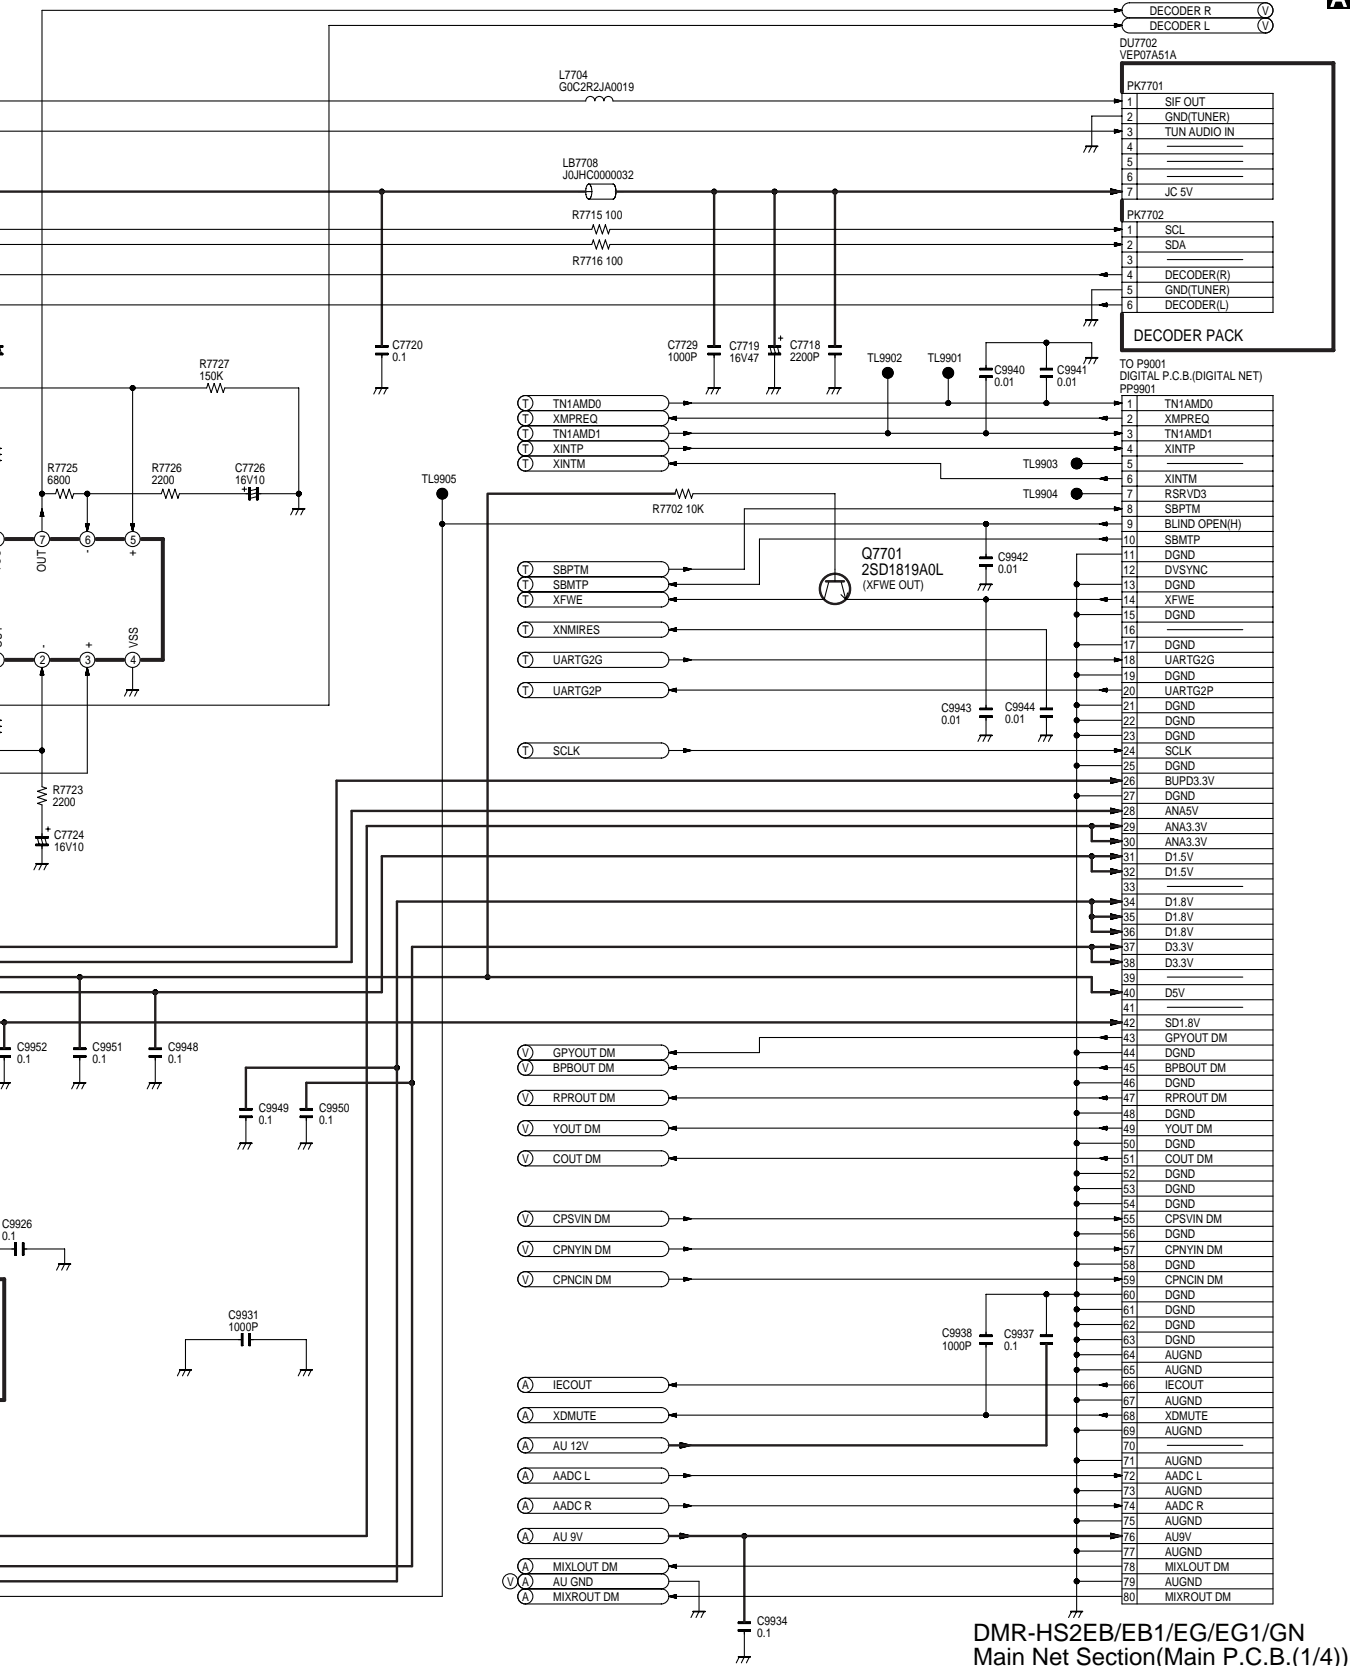 DECODER R V
DECODER L V
A
DU7702
VEP07A51A
L7704
G0C2R2JA0019
PK7701
1 SIF OUT
2 GND(TUNER)
3 TUN AUDIO IN
4
5
6
7 JC 5V
LB7708
J0JHC0000032
R7715 100
R7716 100
PK7702
1 SCL
2 SDA
3
4 DECODER(R)
5 GND(TUNER)
6 DECODER(L)
DECODER PACK
C7720
0.1
C7729
1000P
C7719
16V47
+
C7718
2200P
TL9902
TL9901
C9940
0.01
C9941
0.01
R7727
150K
R7725
6800
R7726
2200
C7726
16V10
+
7 6 5
OUT - +
- + VSS
2 3 4
R7723
2200
+
C7724
16V10
TL9905
R7702 10K
TL9903
TL9904
Q7701
2SD1819A0L
(XFWE OUT)
C9942
0.01
C9943
0.01
C9944
0.01
T TN1AMD0
T XMPREQ
T TN1AMD1
T XINTP
T XINTM
T SBPTM
T SBMTP
T XFWE
T XNMIRES
T UARTG2G
T UARTG2P
T SCLK
TO P9001
DIGITAL P.C.B.(DIGITAL NET)
PP9901
1 TN1AMD0
2 XMPREQ
3 TN1AMD1
4 XINTP
5
6 XINTM
7 RSRVD3
8 SBPTM
9 BLIND OPEN(H)
10 SBMTP
11 DGND
12 DVSYNC
13 DGND
14 XFWE
15 DGND
16
17 DGND
18 UARTG2G
19 DGND
20 UARTG2P
21 DGND
22 DGND
23 DGND
24 SCLK
25 DGND
26 BUPD3.3V
27 DGND
28 ANA5V
29 ANA3.3V
30 ANA3.3V
31 D1.5V
32 D1.5V
33
34 D1.8V
35 D1.8V
36 D1.8V
37 D3.3V
38 D3.3V
39
40 D5V
41
42 SD1.8V
43 GPYOUT DM
44 DGND
45 BPBOUT DM
46 DGND
47 RPROUT DM
48 DGND
49 YOUT DM
50 DGND
51 COUT DM
52 DGND
53 DGND
54 DGND
55 CPSVIN DM
56 DGND
57 CPNYIN DM
58 DGND
59 CPNCIN DM
60 DGND
61 DGND
62 DGND
63 DGND
64 AUGND
65 AUGND
66 IECOUT
67 AUGND
68 XDMUTE
69 AUGND
70
71 AUGND
72 AADC L
73 AUGND
74 AADC R
75 AUGND
76 AU9V
77 AUGND
78 MIXLOUT DM
79 AUGND
80 MIXROUT DM
C9952
0.1
C9951
0.1
C9948
0.1
C9949
0.1
C9950
0.1
C9926
0.1
C9931
1000P
V GPYOUT DM
V BPBOUT DM
V RPROUT DM
V YOUT DM
V COUT DM
V CPSVIN DM
V CPNYIN DM
V CPNCIN DM
C9938
1000P
C9937
0.1
A IECOUT
A XDMUTE
A AU 12V
A AADC L
A AADC R
A AU 9V
A MIXLOUT DM
V A AU GND
A MIXROUT DM
C9934
0.1
DMR-HS2EB/EB1/EG/EG1/GN
Main Net Section(Main P.C.B.(1/4))